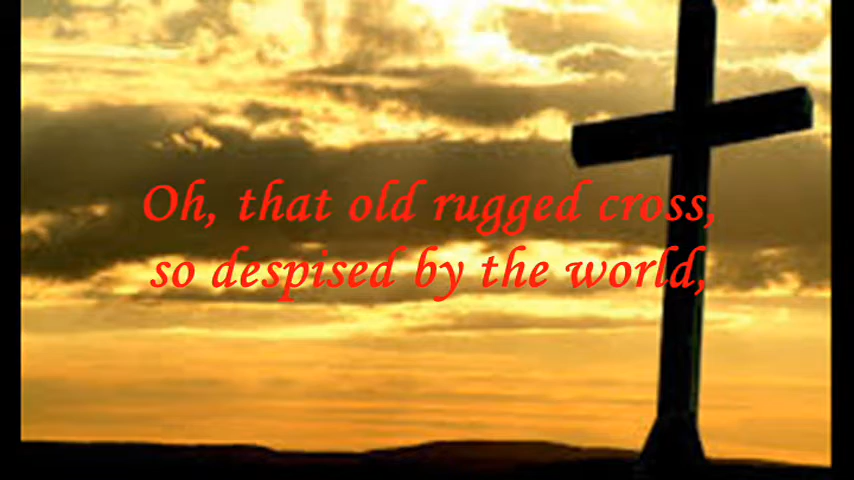 Oh, that old rugged cross,
so despised by the world,